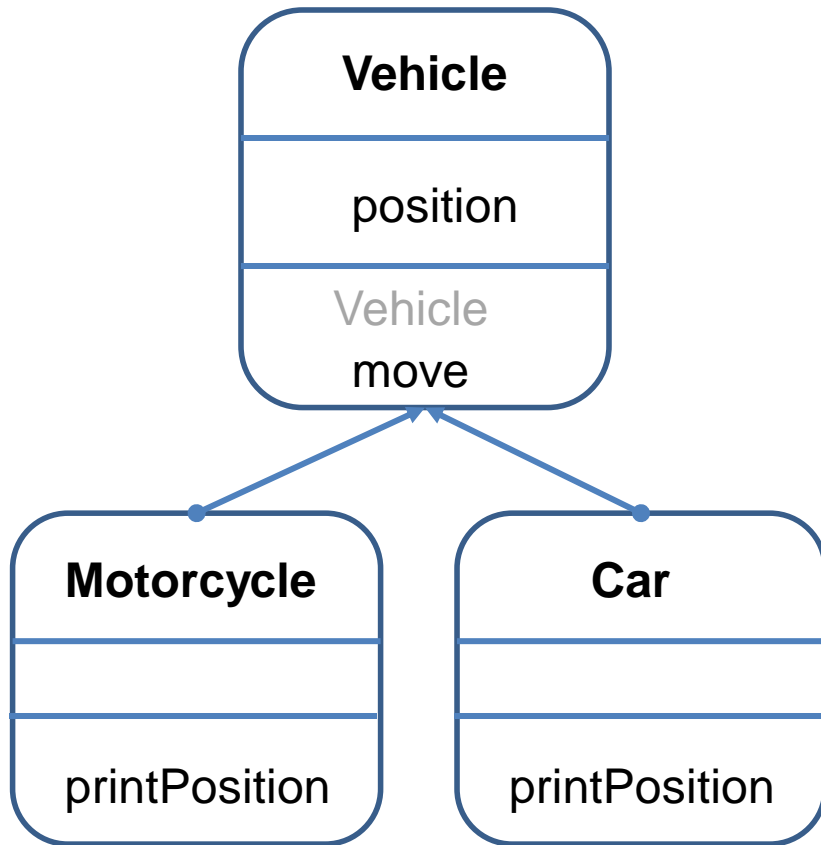 Vehicle
position
Vehicle
move
Motorcycle
printPosition
Car
printPosition